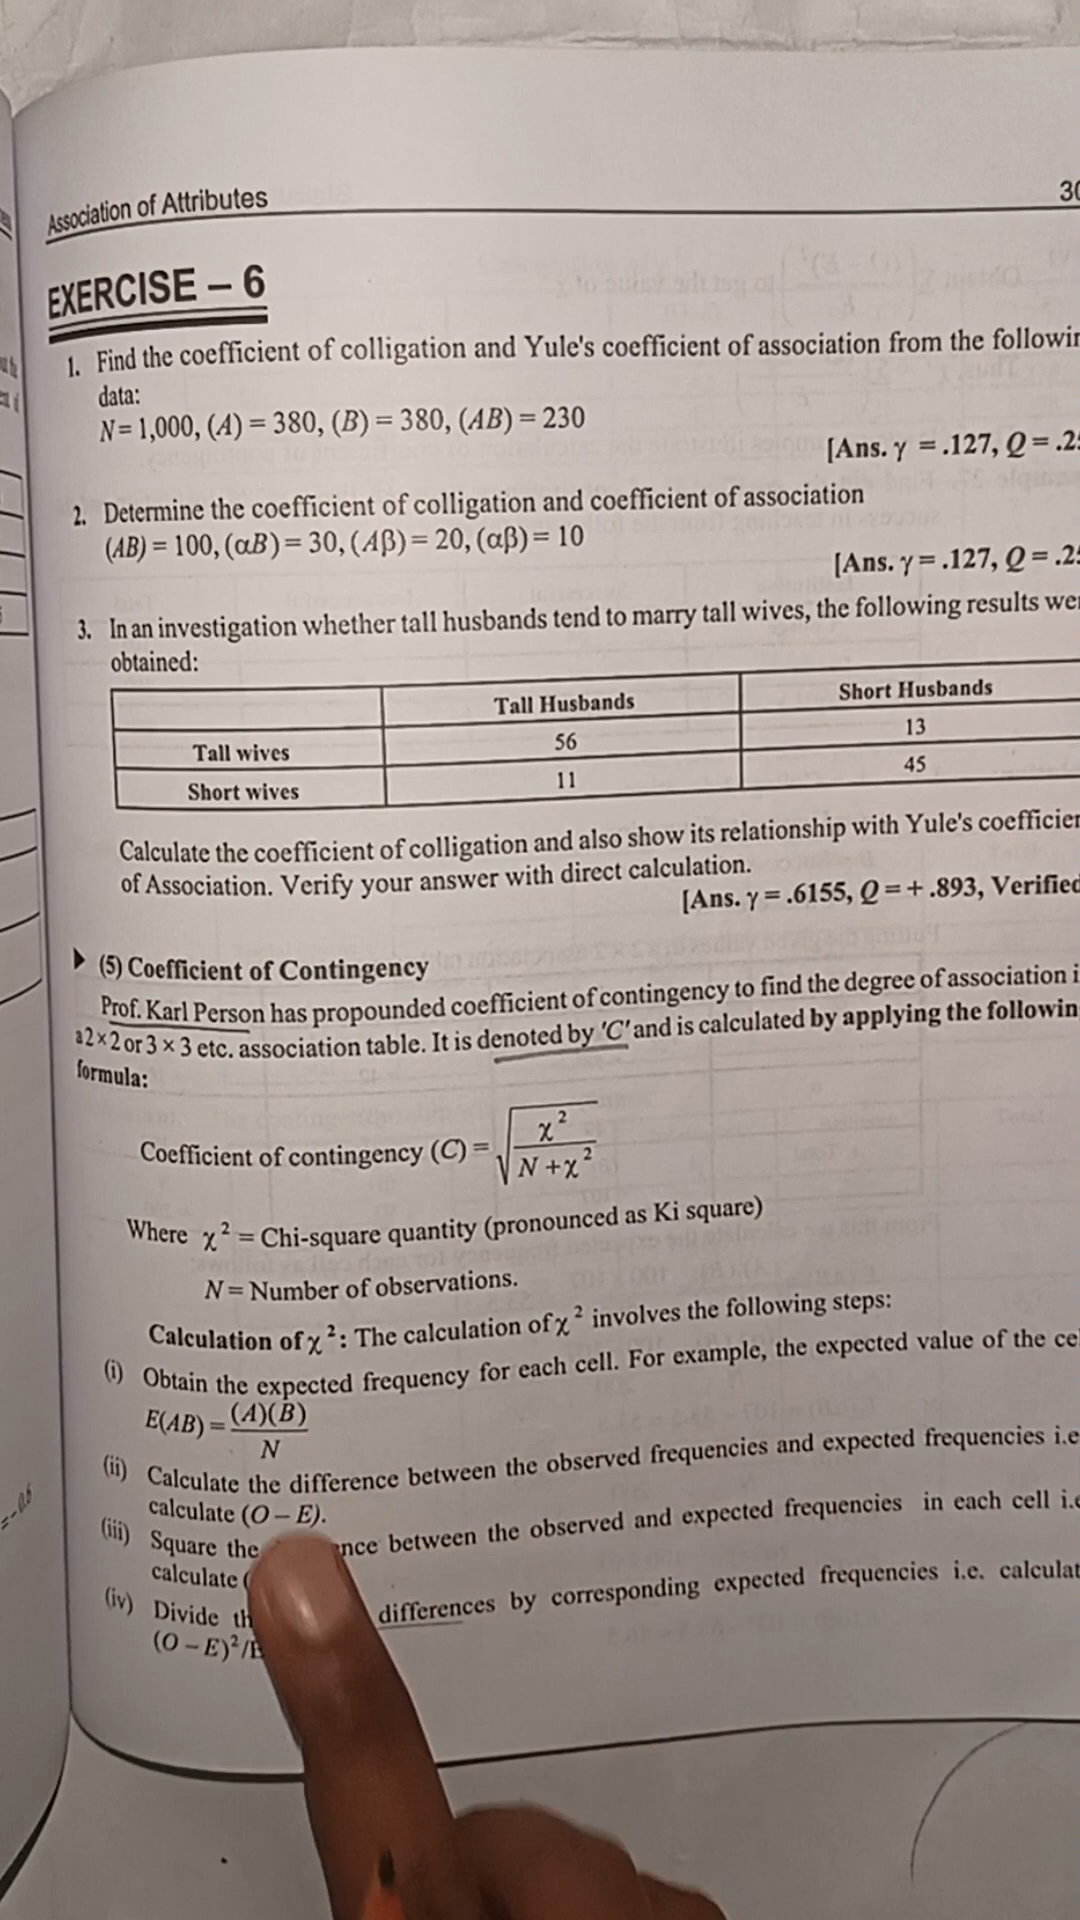 Association of Attributes
EXERCISE – 6
1. Find the coefficient of colligation and Yule's coefficient of association from the
data:
N = 1,000, (A) = 380, (B) = 380, (AB) = 230
[Ans. γ = .127, Q =
2. Determine the coefficient of colligation and coefficient of association
(AB) = 100, (αB) = 30, (Aβ) = 20, (αβ) = 10
[Ans. γ = .127, Q =
3. In an investigation whether tall husbands tend to marry tall wives, the following results
obtained:
Tall Husbands Short Husbands
Tall wives 56 13
Short wives 11 45
Calculate the coefficient of colligation and also show its relationship with Yule's
of Association. Verify your answer with direct calculation.
[Ans. γ = .6155, Q = + .893, Verified
(5) Coefficient of Contingency
Prof. Karl Person has propounded coefficient of contingency to find the degree of association
a 2 × 2 or 3 × 3 etc. association table. It is denoted by 'C' and is calculated by applying the
formula:
Coefficient of contingency (C) = √(χ² / (N + χ²))
Where χ² = Chi-square quantity (pronounced as Ki square)
N = Number of observations.
Calculation of χ²: The calculation of χ² involves the following steps:
(i) Obtain the expected frequency for each cell. For example, the expected value of the
E(AB) = (A)(B) / N
(ii) Calculate the difference between the observed frequencies and expected frequencies i.e
calculate (O – E).
(iii) Square the between the observed and expected frequencies in each cell
calculate (
(iv) Divide differences by corresponding expected frequencies i.e.
(O – E)²/E